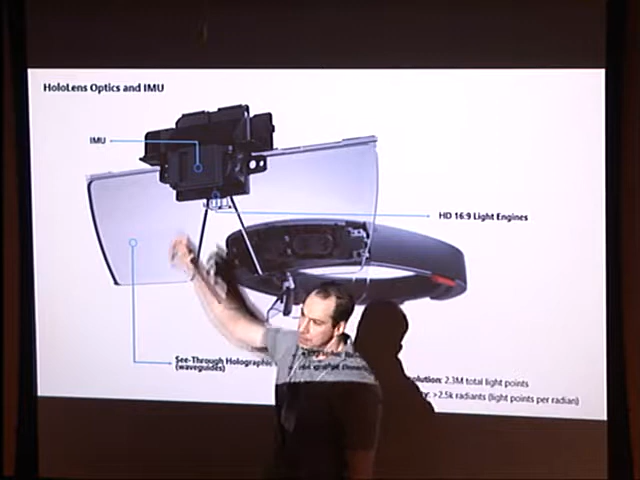 HoloLens Optics and IMU
IMU
HD 16:9 Light Engines
See-Through Holographic
(waveguides)
2.3M total light points
>2.5k radiants (light points per radian)